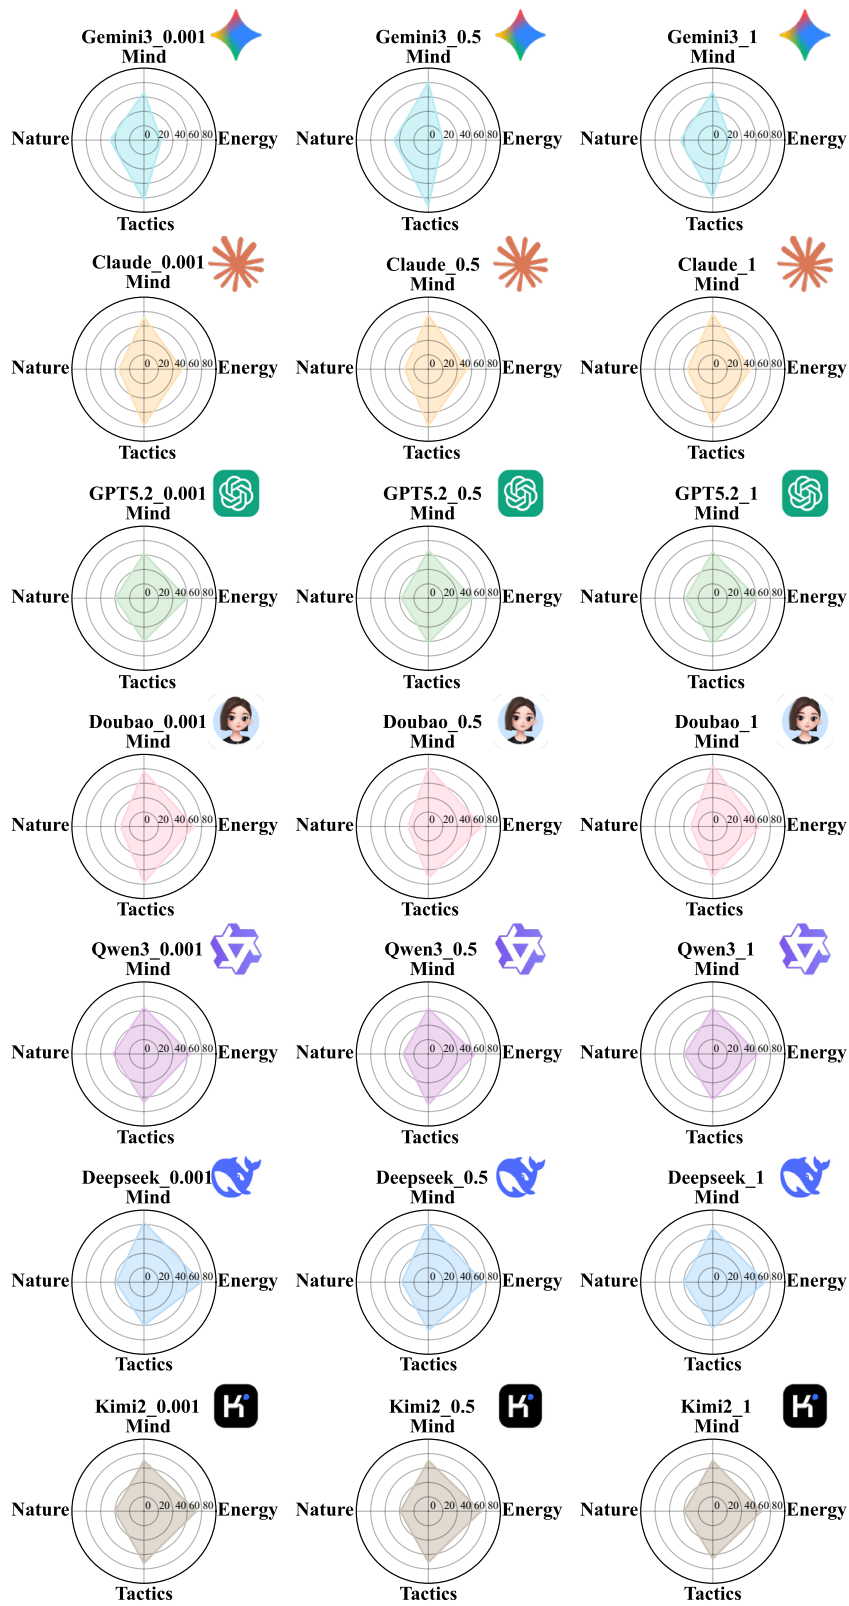 Gemini3_0.001
Mind
Nature
0 20 40 60 80
Energy
Tactics
Gemini3_0.5
Mind
Nature
0 20 40 60 80
Energy
Tactics
Gemini3_1
Mind
Nature
0 20 40 60 80
Energy
Tactics
Claude_0.001
Mind
Nature
0 20 40 60 80
Energy
Tactics
Claude_0.5
Mind
Nature
0 20 40 60 80
Energy
Tactics
Claude_1
Mind
Nature
0 20 40 60 80
Energy
Tactics
GPT5.2_0.001
Mind
Nature
0 20 40 60 80
Energy
Tactics
GPT5.2_0.5
Mind
Nature
0 20 40 60 80
Energy
Tactics
GPT5.2_1
Mind
Nature
0 20 40 60 80
Energy
Tactics
Doubao_0.001
Mind
Nature
0 20 40 60 80
Energy
Tactics
Doubao_0.5
Mind
Nature
0 20 40 60 80
Energy
Tactics
Doubao_1
Mind
Nature
0 20 40 60 80
Energy
Tactics
Qwen3_0.001
Mind
Nature
0 20 40 60 80
Energy
Tactics
Qwen3_0.5
Mind
Nature
0 20 40 60 80
Energy
Tactics
Qwen3_1
Mind
Nature
0 20 40 60 80
Energy
Tactics
Deepseek_0.001
Mind
Nature
0 20 40 60 80
Energy
Tactics
Deepseek_0.5
Mind
Nature
0 20 40 60 80
Energy
Tactics
Deepseek_1
Mind
Nature
0 20 40 60 80
Energy
Tactics
Kimi2_0.001
K
Mind
Nature
0 20 40 60 80
Energy
Tactics
Kimi2_0.5
K
Mind
Nature
0 20 40 60 80
Energy
Tactics
Kimi2_1
K
Mind
Nature
0 20 40 60 80
Energy
Tactics